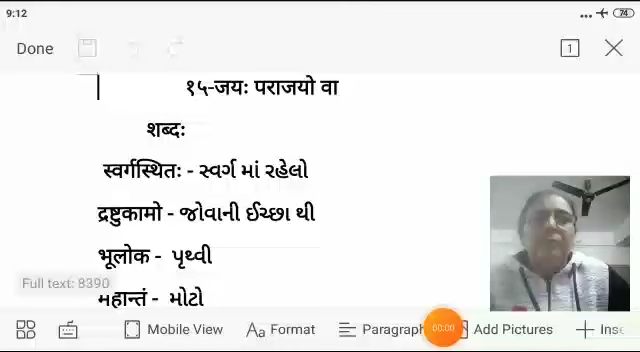 9:12
74
Done
1
१५-जयः पराजयो वा
शब्दः
स्वर्गस्थितः - સ્વર્ગ માં રહેલો
द्रष्टुकामो - જોવાની ઈચ્છા થી
भूलोक - પૃથ્વી
Full text: 8390
महान्तं - મોટો
Mobile View Format Paragraph 00:00 Add Pictures Inse